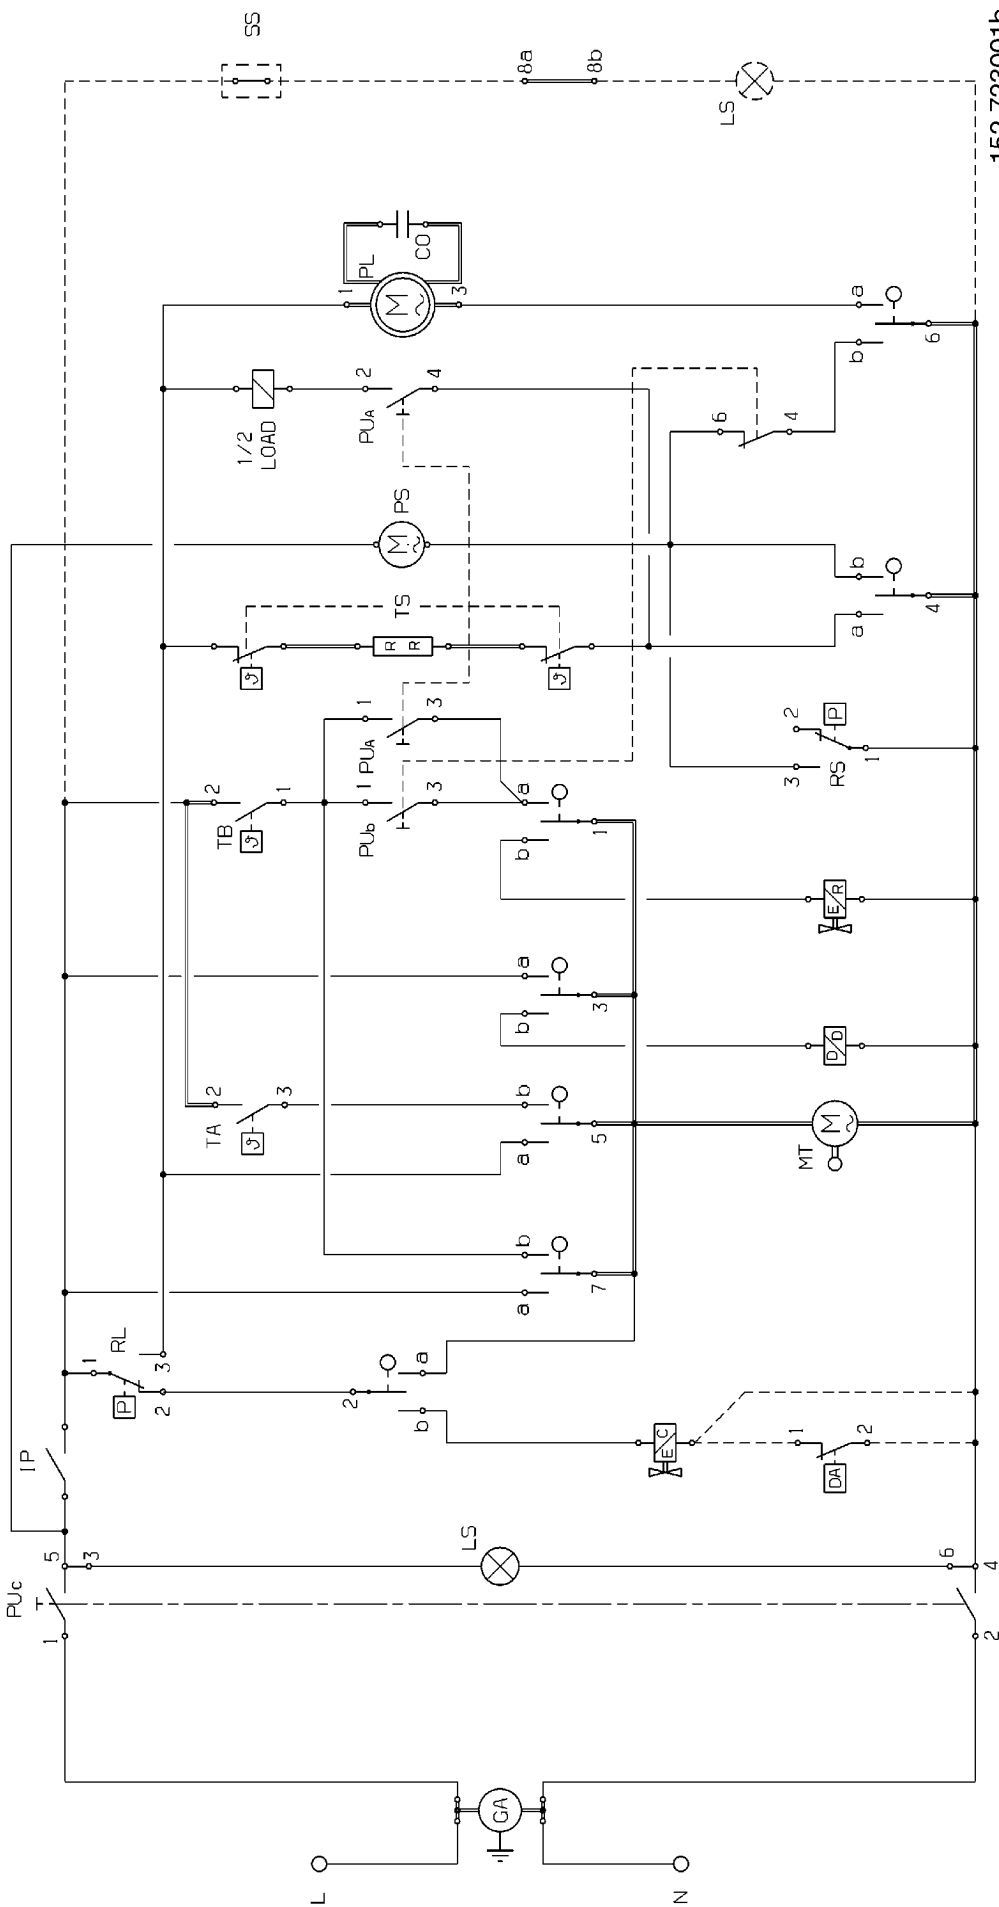 SS
8a
8b
LS
152 723001b
PL
1
3
CO
a
b
6
1/2
LOAD
2
4
PUA
6
4
PS
b
a
4
TS
R
R
ϑ
ϑ
2
3
P
RS
1
1
3
PUA
2
1
TB
ϑ
1
3
PUb
a
b
1
E
R
a
b
3
D
D
2
3
TA
ϑ
b
a
5
M
MT
b
a
7
M
M
RL
1
3
2
P
2
a
b
E
C
1
2
DA
IP
5
3
LS
6
4
PUc
1
2
GA
L
N